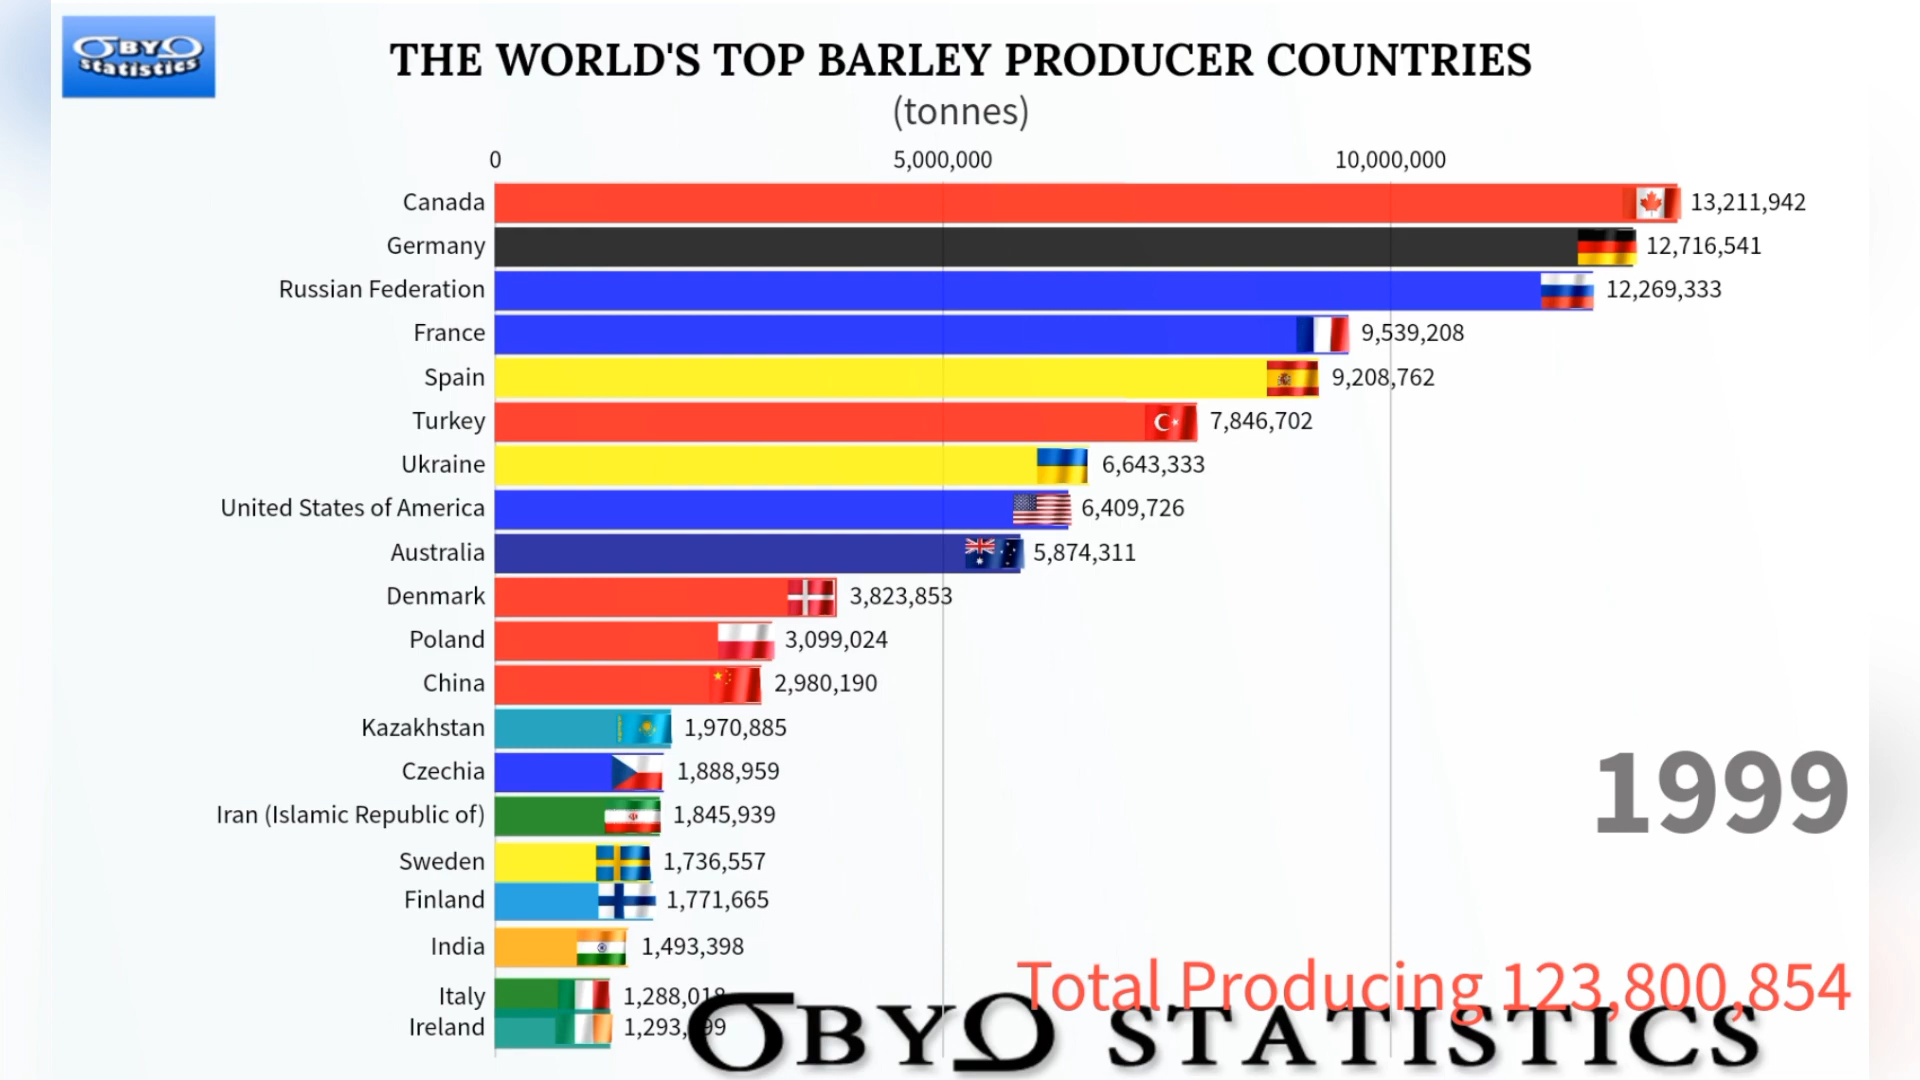 OBYO
statistics
THE WORLD'S TOP BARLEY PRODUCER COUNTRIES
(tonnes)
0 5,000,000 10,000,000
Canada 13,211,942
Germany 12,716,541
Russian Federation 12,269,333
France 9,539,208
Spain 9,208,762
Turkey 7,846,702
Ukraine 6,643,333
United States of America 6,409,726
Australia 5,874,311
Denmark 3,823,853
Poland 3,099,024
China 2,980,190
Kazakhstan 1,970,885
Czechia 1,888,959
Iran (Islamic Republic of) 1,845,939
Sweden 1,736,557
Finland 1,771,665
India 1,493,398
Italy
Ireland
1999
Total Producing 123,800,854
OBYO STATISTICS